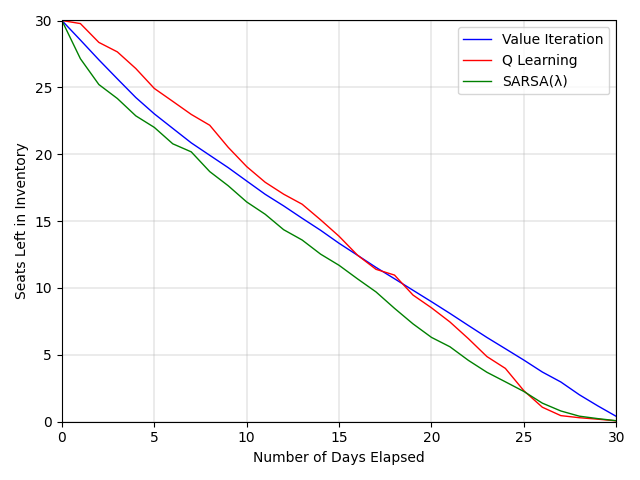 Value Iteration
Q Learning
SARSA(λ)
Seats Left in Inventory
30
25
20
15
10
5
0
0 5 10 15 20 25 30
Number of Days Elapsed